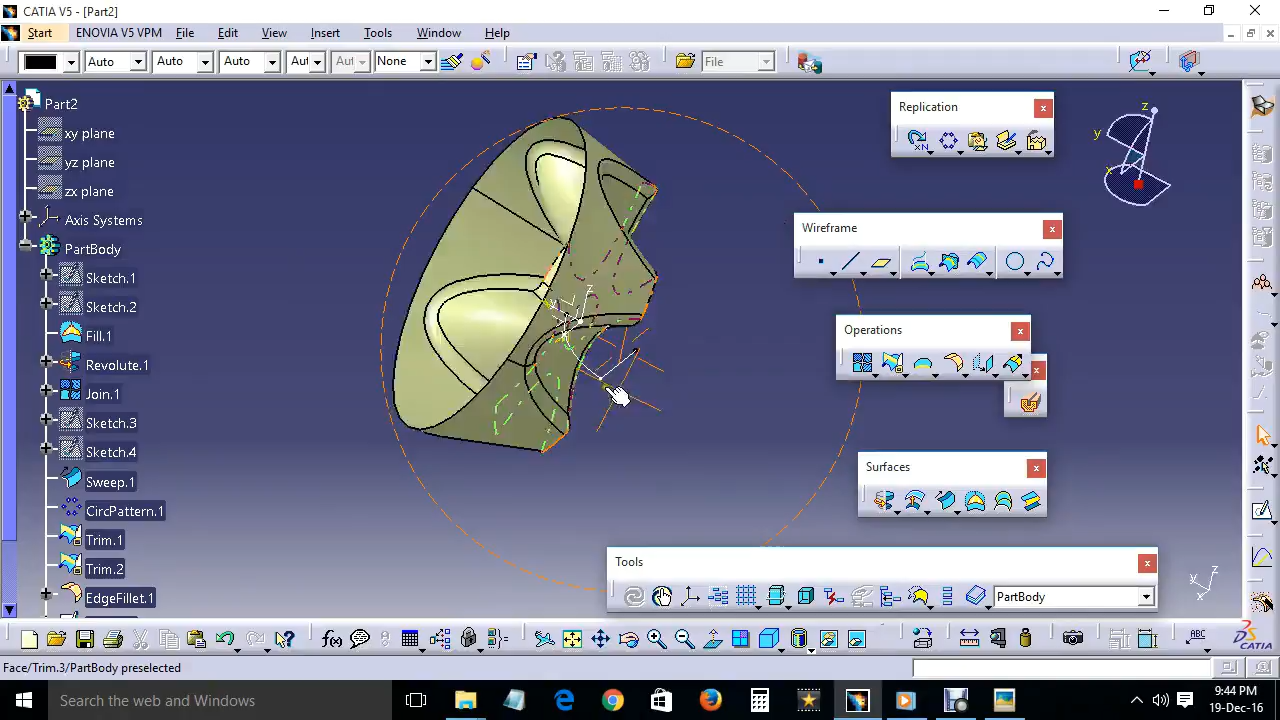 CATIA V5 - [Part2]
Start
ENOVIA V5 VPM
File
Edit
View
Insert
Tools
Window
Help
Auto
Auto
Auto
Aut
Aut
None
File
Part2
xy plane
yz plane
zx plane
Axis Systems
PartBody
Sketch.1
Sketch.2
Fill.1
Revolute.1
Join.1
Sketch.3
Sketch.4
Sweep.1
CircPattern.1
Trim.1
Trim.2
EdgeFillet.1
z
y
x
Replication
Wireframe
Operations
Surfaces
Tools
PartBody
Face/Trim.3/PartBody preselected
Search the web and Windows
9:44 PM
19-Dec-16